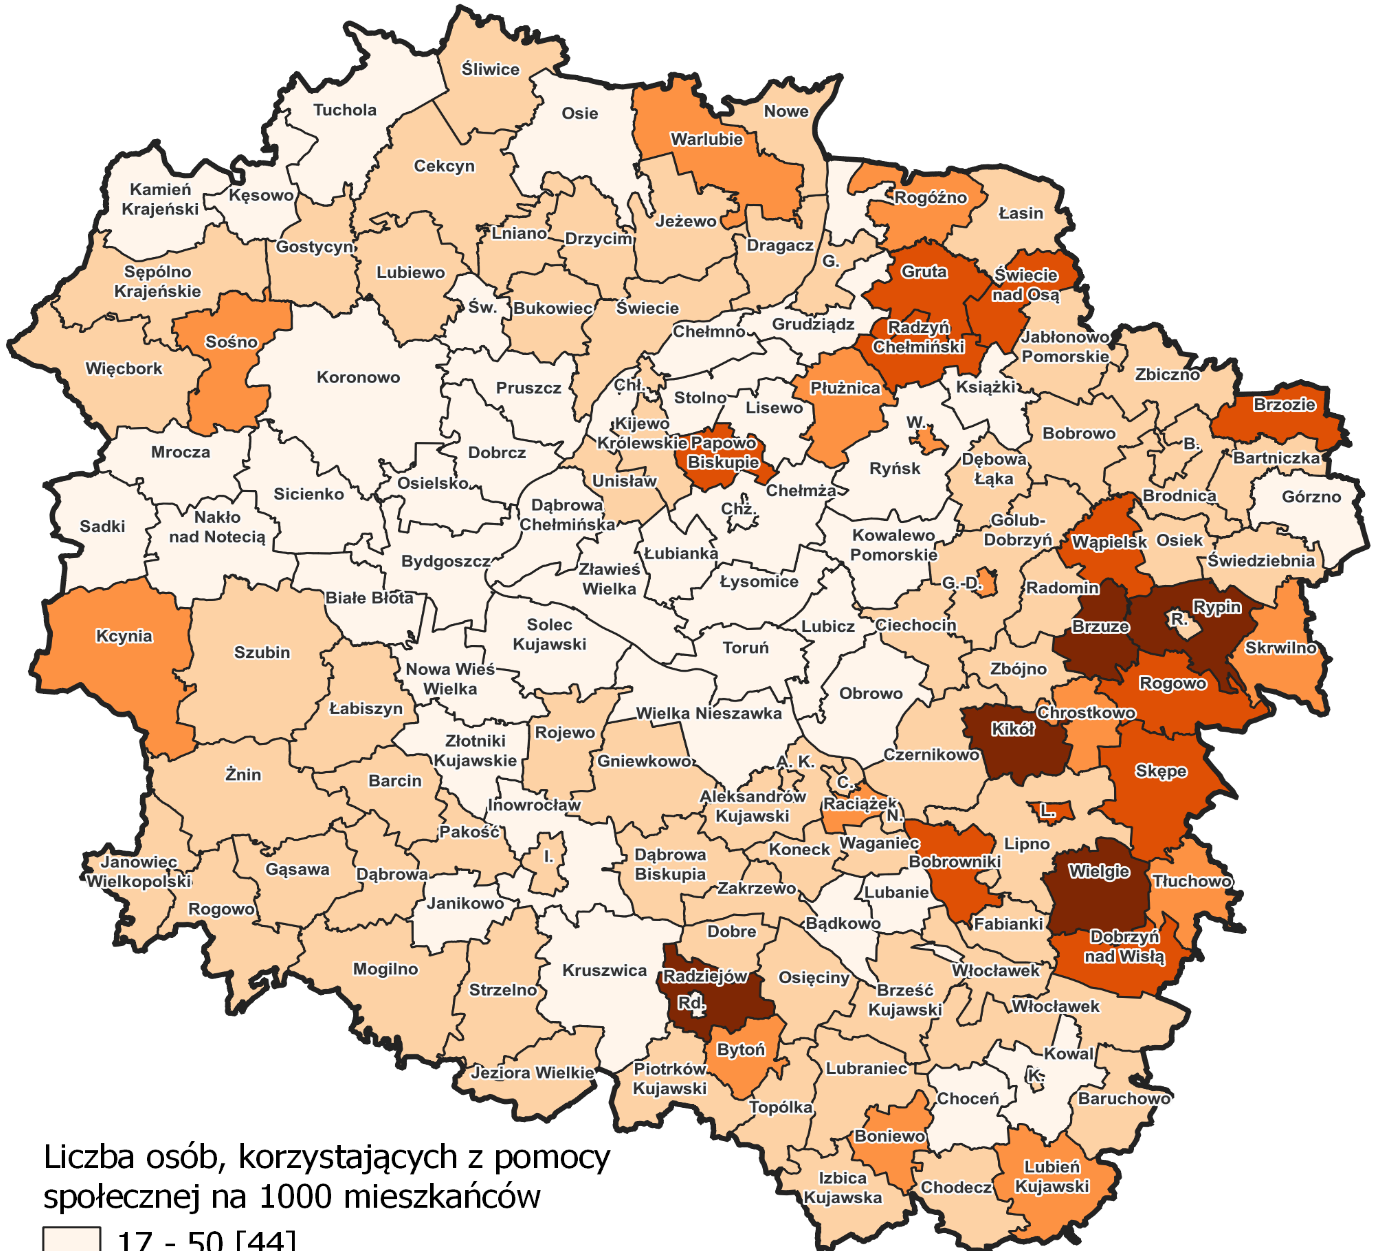 Śliwice
Tuchola
Osie
Nowe
Warlubie
Cekcyn
Kamień
Krajeński
Kęsowo
Rogóźno
Łasin
Jeżewo
Lniano
Drzycim
Gostycyn
Dragacz
G.
Sępólno
Krajeńskie
Lubiewo
Gruta
Świecie
nad Osą
Św.
Bukowiec
Świecie
Chełmno
Grudziądz
Radzyń
Chełmiński
Jabłonowo
Pomorskie
Sośno
Więcbork
Koronowo
Pruszcz
Chł.
Płużnica
Książki
Zbiczno
Stolno
Lisewo
Brzozie
Kijewo
Królewskie
Papowo
Biskupie
W.
Bobrowo
B.
Mrocza
Dobrcz
Bartniczka
Ryńsk
Dębowa
Łąka
Osielsko
Unisław
Chełmża
Sicienko
Brodnica
Górzno
Dąbrowa
Chełmińska
Chż.
Sadki
Nakło
nad Notecią
Golub-
Dobrzyń
Kowalewo
Pomorskie
Wąpielsk
Osiek
Łubianka
Świedziebnia
Bydgoszcz
Zławieś
Wielka
Łysomice
G.-D.
Radomin
Białe Błota
Rypin
R.
Kcynia
Solec
Kujawski
Lubicz
Ciechocin
Brzuze
Szubin
Toruń
Skrwilno
Nowa Wieś
Wielka
Zbójno
Rogowo
Obrowo
Łabiszyn
Wielka Nieszawka
Chrostkowo
Rojewo
Kikół
Złotniki
Kujawskie
Gniewkowo
A. K.
Czernikowo
Skępe
Żnin
Barcin
C.
Inowrocław
Aleksandrów
Kujawski
Raciążek
L.
N.
Pakość
Koneck
Waganiec
Lipno
Janowiec
Wielkopolski
Gąsawa
Dąbrowa
I.
Dąbrowa
Biskupia
Bobrowniki
Wielgie
Tłuchowo
Zakrzewo
Lubanie
Rogowo
Janikowo
Bądkowo
Fabianki
Dobre
Dobrzyń
nad Wisłą
Mogilno
Kruszwica
Radziejów
Osięciny
Włocławek
Strzelno
Rd.
Brześć
Kujawski
Włocławek
Bytoń
Kowal
Jeziora Wielkie
Piotrków
Kujawski
Lubraniec
K.
Choceń
Baruchowo
Topólka
Boniewo
Izbica
Kujawska
Chodecz
Lubień
Kujawski
Liczba osób, korzystających z pomocy
społecznej na 1000 mieszkańców
17 - 50 [44]